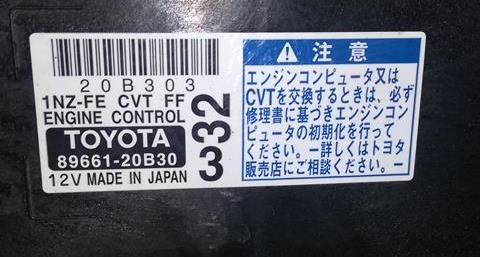 20B303
1NZ-FE CVT FF
ENGINE CONTROL
TOYOTA
89661-20B30
12V MADE IN JAPAN
332
注意
エンジンコンピュータ又は
CVTを交換するときは、必ず
修理書に基づきエンジンコン
ピュータの初期化を行って
ください。ー詳しくはトヨタ
販売店にご相談くださいー